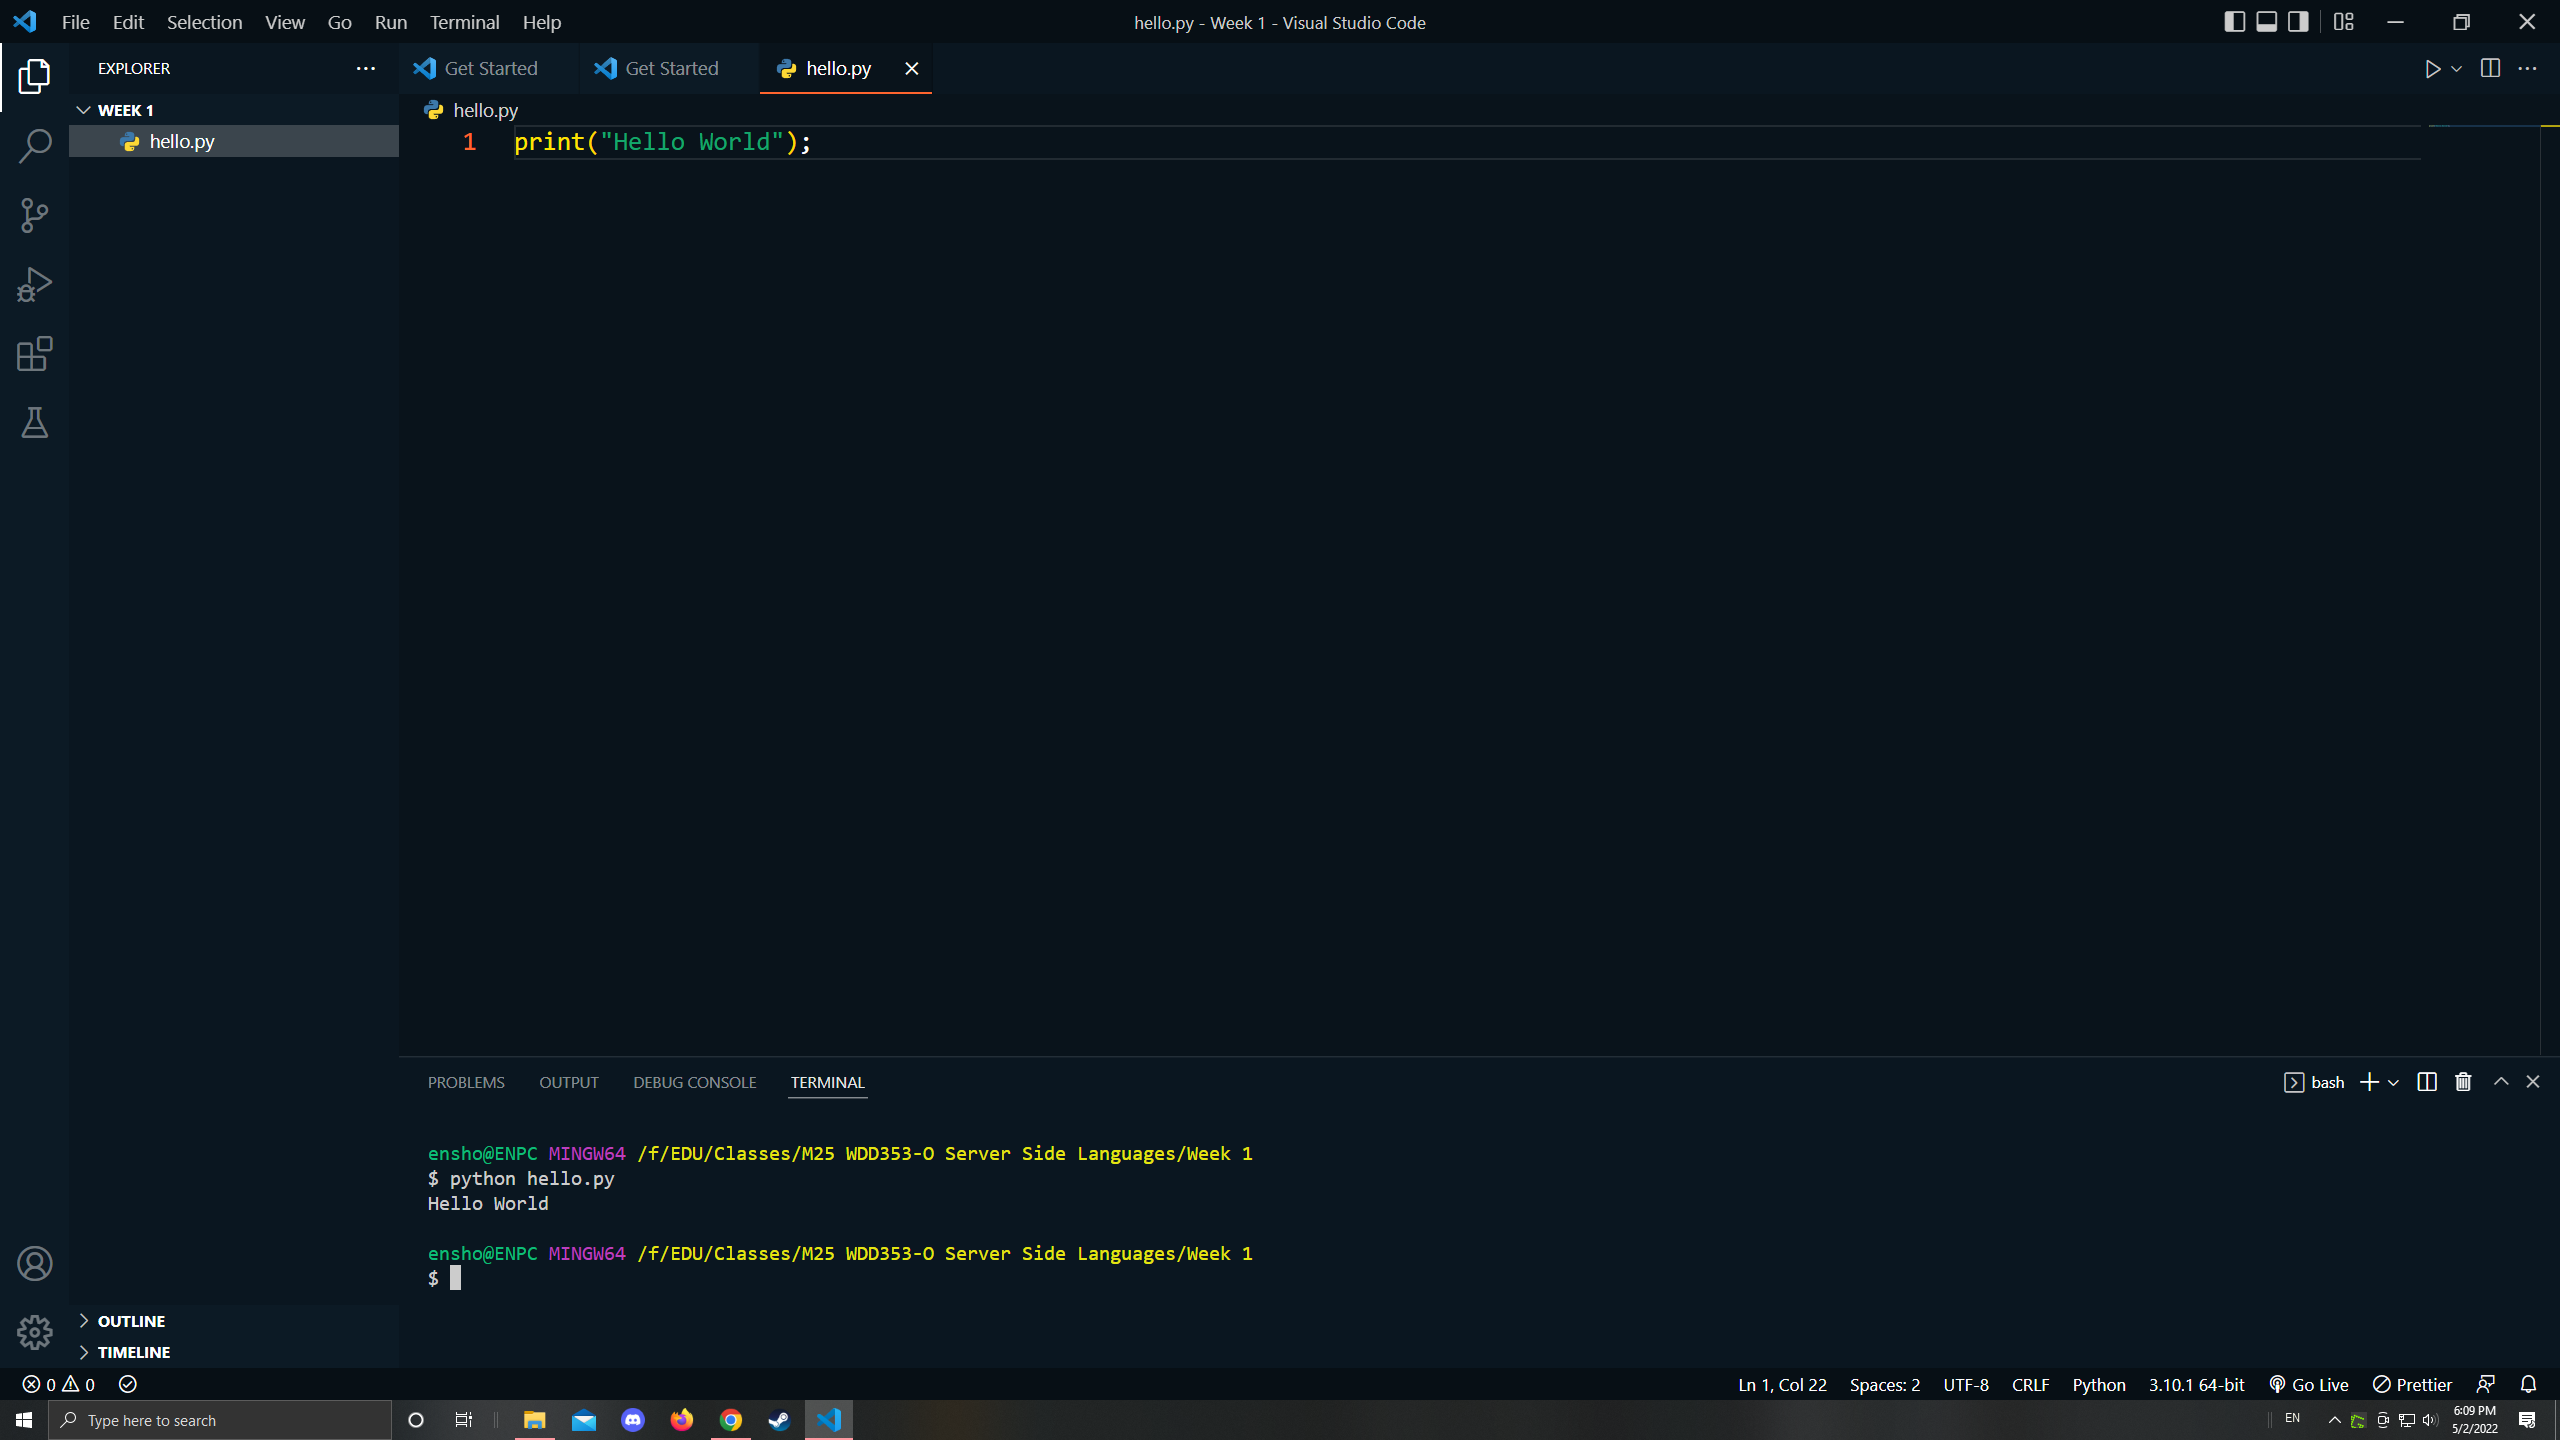 File Edit Selection View Go Run Terminal Help
hello.py - Week 1 - Visual Studio Code
EXPLORER
Get Started
Get Started
hello.py
WEEK 1
hello.py
hello.py
1 print("Hello World");
PROBLEMS OUTPUT DEBUG CONSOLE TERMINAL
bash
ensho@ENPC MINGW64 /f/EDU/Classes/M25 WDD353-O Server Side Languages/Week 1
$ python hello.py
Hello World
ensho@ENPC MINGW64 /f/EDU/Classes/M25 WDD353-O Server Side Languages/Week 1
$
OUTLINE
TIMELINE
0 0
Ln 1, Col 22 Spaces: 2 UTF-8 CRLF Python 3.10.1 64-bit Go Live Prettier
Type here to search
EN
6:09 PM
5/2/2022